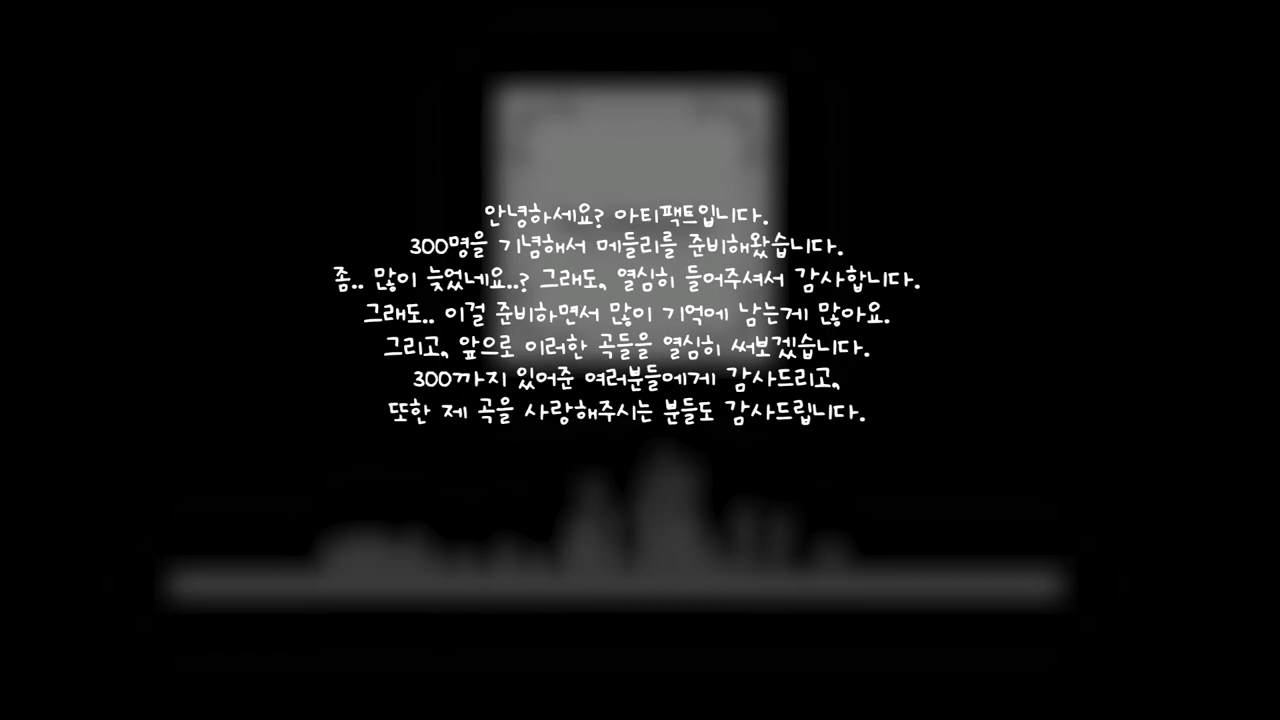 안녕하세요? 아티팩트입니다.
300명을 기념해서 메들리를 준비해왔습니다.
좀.. 많이 늦었네요..? 그래도, 열심히 들어주셔서 감사합니다.
그래도.. 이걸 준비하면서 많이 기억에 남는게 많아요.
그리고, 앞으로 이러한 곡들을 열심히 써보겠습니다.
300까지 있어준 여러분들에게 감사드리고,
또한 제 곡을 사랑해주시는 분들도 감사드립니다.